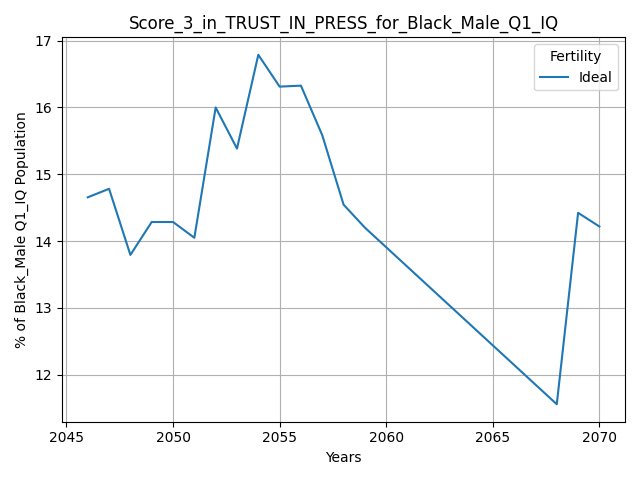 Score_3_in_TRUST_IN_PRESS_for_Black_Male_Q1_IQ
% of Black_Male Q1_IQ Population
17
16
15
14
13
12
Fertility
Ideal
2045
2050
2055
2060
2065
2070
Years